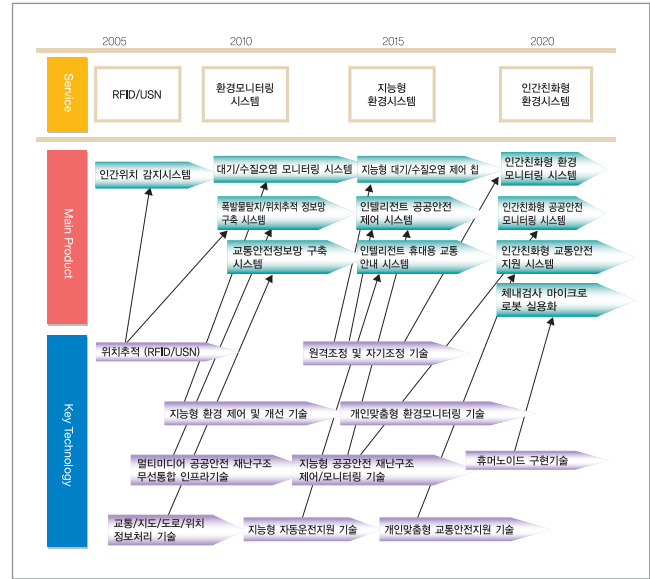 2005
2010
2015
2020
Service
RFID/USN
환경모니터링
시스템
지능형
환경시스템
인간친화형
환경시스템
Main Product
인간위치 감지시스템
대기/수질오염 모니터링 시스템
지능형 대기/수질오염 제어 칩
인간친화형 환경
모니터링 시스템
폭발물탐지/위치추적 정보망
구축 시스템
인텔리전트 공공안전
제어 시스템
인간친화형 공공안전
모니터링 시스템
교통안전정보망 구축
시스템
인텔리전트 휴대용 교통
안내 시스템
인간친화형 교통안전
지원 시스템
체내검사 마이크로
로봇 실용화
Key Technology
위치추적 (RFID/USN)
원격조정 및 자기조정 기술
지능형 환경 제어 및 개선 기술
개인맞춤형 환경모니터링 기술
멀티미디어 공공안전 재난구조
무선통합 인프라기술
지능형 공공안전 재난구조
제어/모니터링 기술
휴머노이드 구현기술
교통/지도/도로/위치
정보처리 기술
지능형 자동운전지원 기술
개인맞춤형 교통안전지원 기술